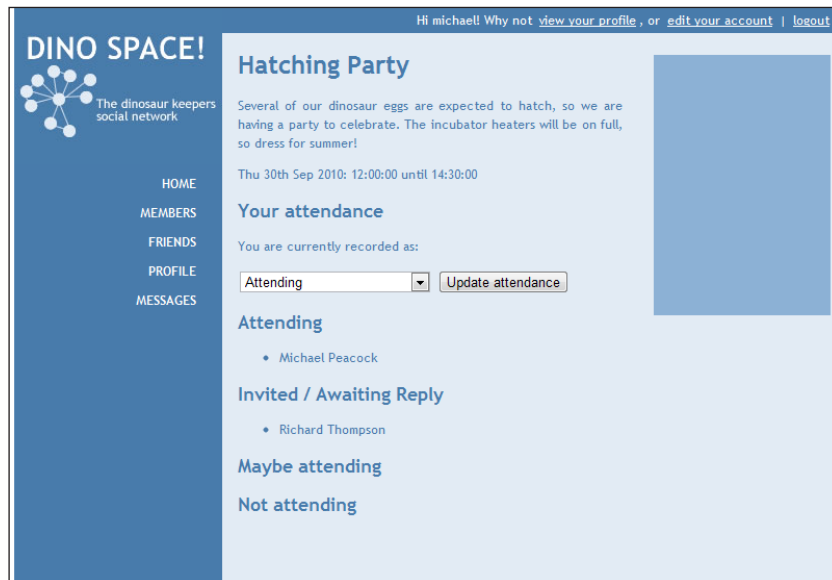 Hi michael! Why not view your profile , or edit your account | logout
DINO SPACE!
The dinosaur keepers
social network
HOME
MEMBERS
FRIENDS
PROFILE
MESSAGES
Hatching Party
Several of our dinosaur eggs are expected to hatch, so we are
having a party to celebrate. The incubator heaters will be on full,
so dress for summer!
Thu 30th Sep 2010: 12:00:00 until 14:30:00
Your attendance
You are currently recorded as:
Attending Update attendance
Attending
• Michael Peacock
Invited / Awaiting Reply
• Richard Thompson
Maybe attending
Not attending